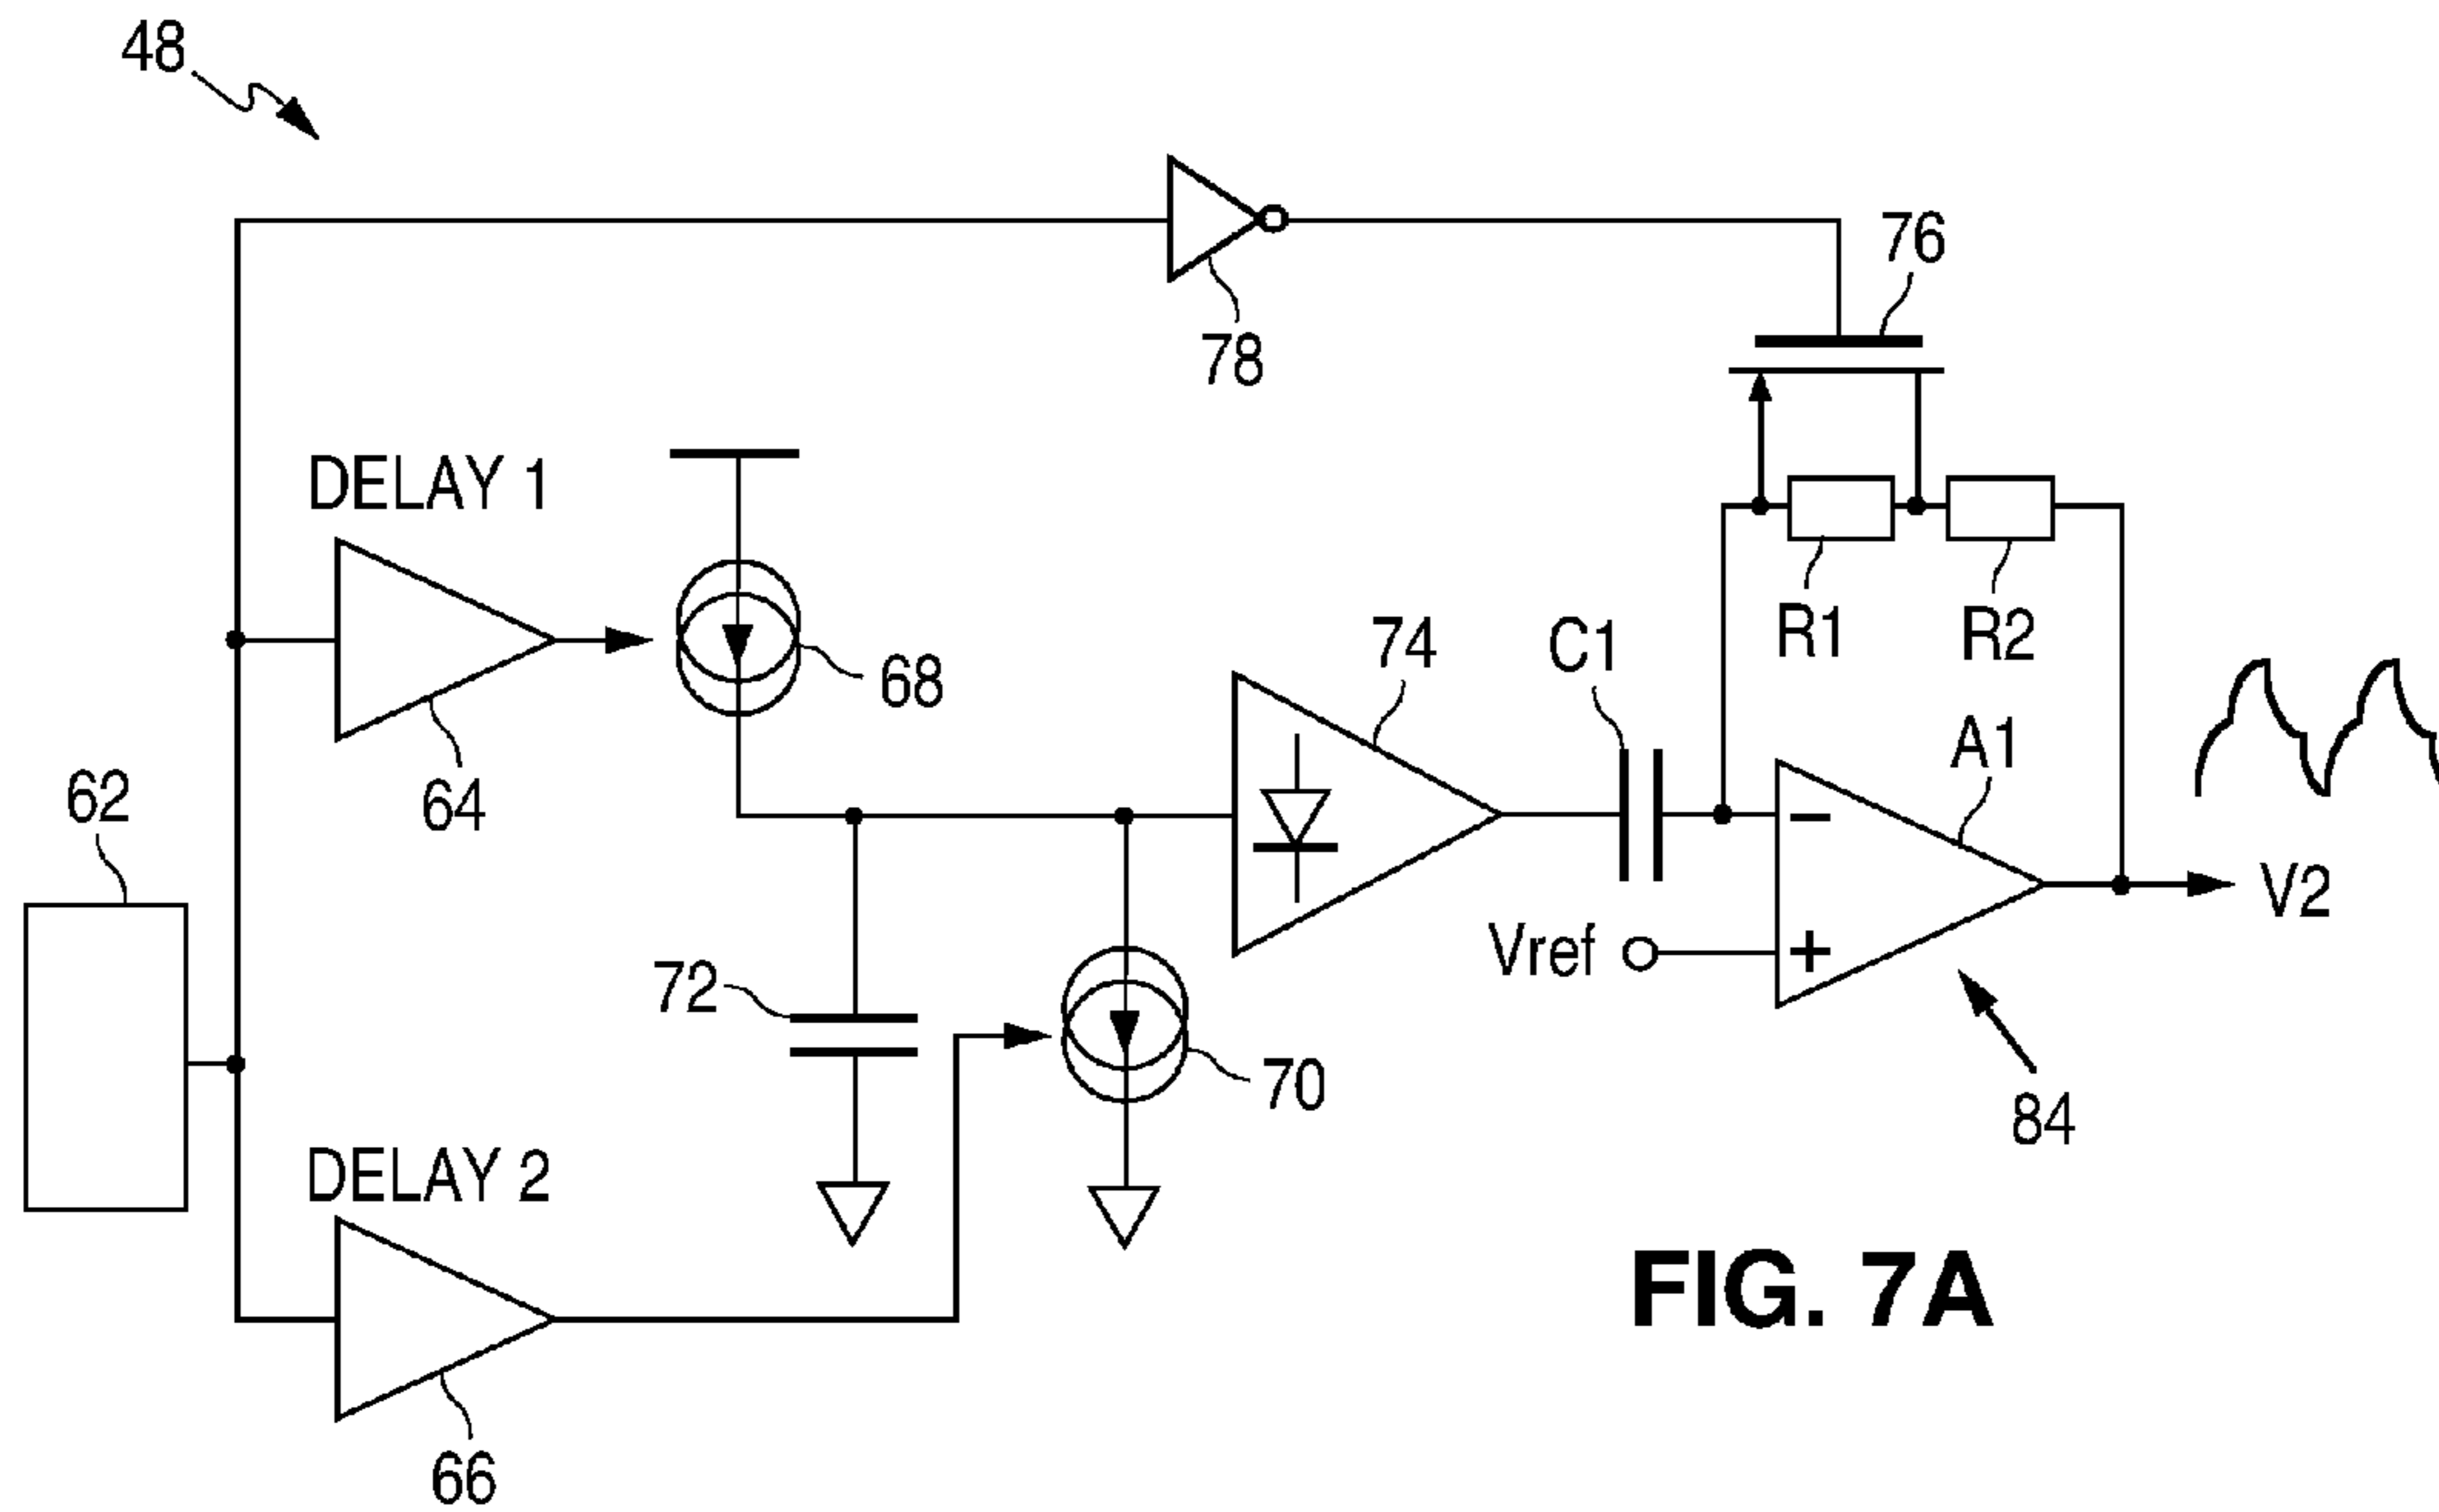 48
76
78
DELAY 1
R1
R2
74
C1
68
A1
64
62
V2
Vref
−
+
72
70
84
DELAY 2
66
FIG. 7A